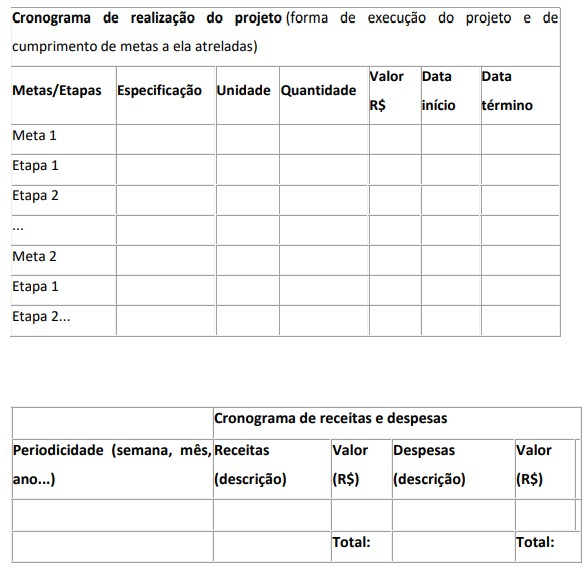 Cronograma de realização do projeto (forma de execução do projeto e de
cumprimento de metas a ela atreladas)
Metas/Etapas Especificação Unidade Quantidade Valor R$ Data início Data término
Meta 1
Etapa 1
Etapa 2
...
Meta 2
Etapa 1
Etapa 2...
Cronograma de receitas e despesas
Periodicidade (semana, mês, ano...) Receitas (descrição) Valor (R$) Despesas (descrição) Valor (R$)
Total: Total: